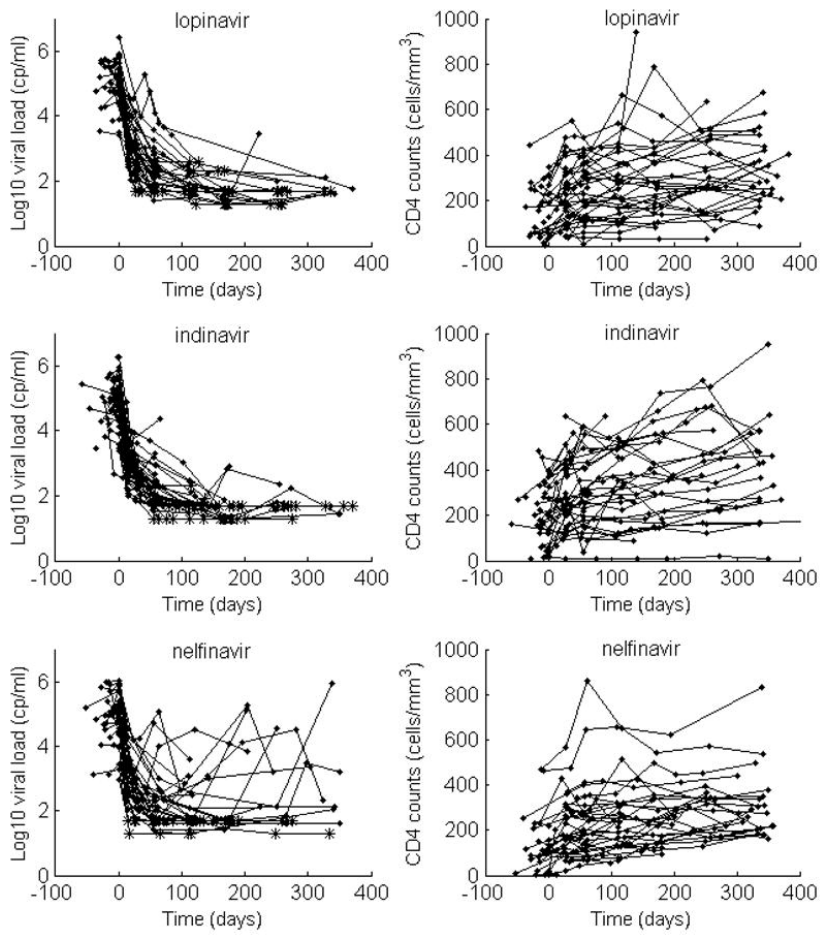 lopinavir
Log10 viral load (cp/ml)
6
4
2
0
-100 0 100 200 300 400
Time (days)
lopinavir
CD4 counts (cells/mm³)
1000
800
600
400
200
0
-100 0 100 200 300 400
Time (days)
indinavir
Log10 viral load (cp/ml)
6
4
2
0
-100 0 100 200 300 400
Time (days)
indinavir
CD4 counts (cells/mm³)
1000
800
600
400
200
0
-100 0 100 200 300 400
Time (days)
nelfinavir
Log10 viral load (cp/ml)
6
4
2
0
-100 0 100 200 300 400
Time (days)
nelfinavir
CD4 counts (cells/mm³)
1000
800
600
400
200
0
-100 0 100 200 300 400
Time (days)